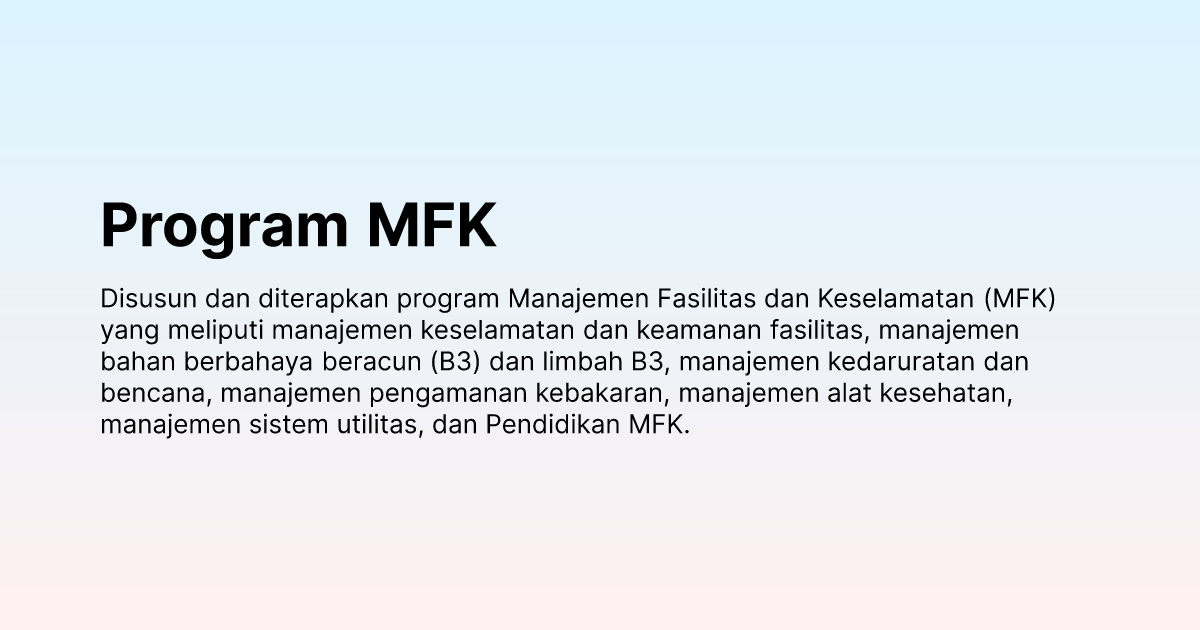 Program MFK
Disusun dan diterapkan program Manajemen Fasilitas dan Keselamatan (MFK)
yang meliputi manajemen keselamatan dan keamanan fasilitas, manajemen
bahan berbahaya beracun (B3) dan limbah B3, manajemen kedaruratan dan
bencana, manajemen pengamanan kebakaran, manajemen alat kesehatan,
manajemen sistem utilitas, dan Pendidikan MFK.